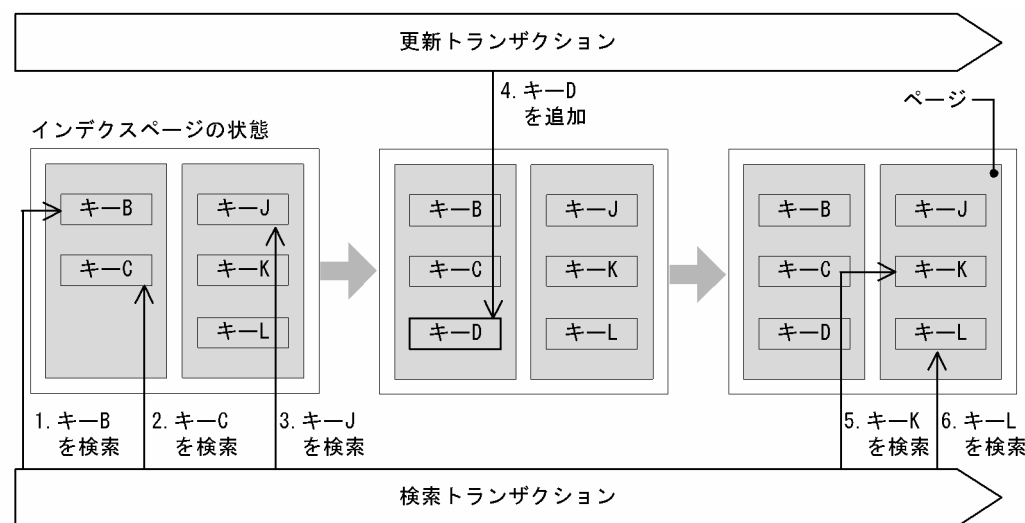 更新トランザクション
4. キーD
を追加
ページ
インデクスページの状態
キーB
キーJ
キーC
キーK
キーL
キーB
キーJ
キーC
キーK
キーD
キーL
キーB
キーJ
キーC
キーK
キーD
キーL
1. キーB
を検索
2. キーC
を検索
3. キーJ
を検索
5. キーK
を検索
6. キーL
を検索
検索トランザクション